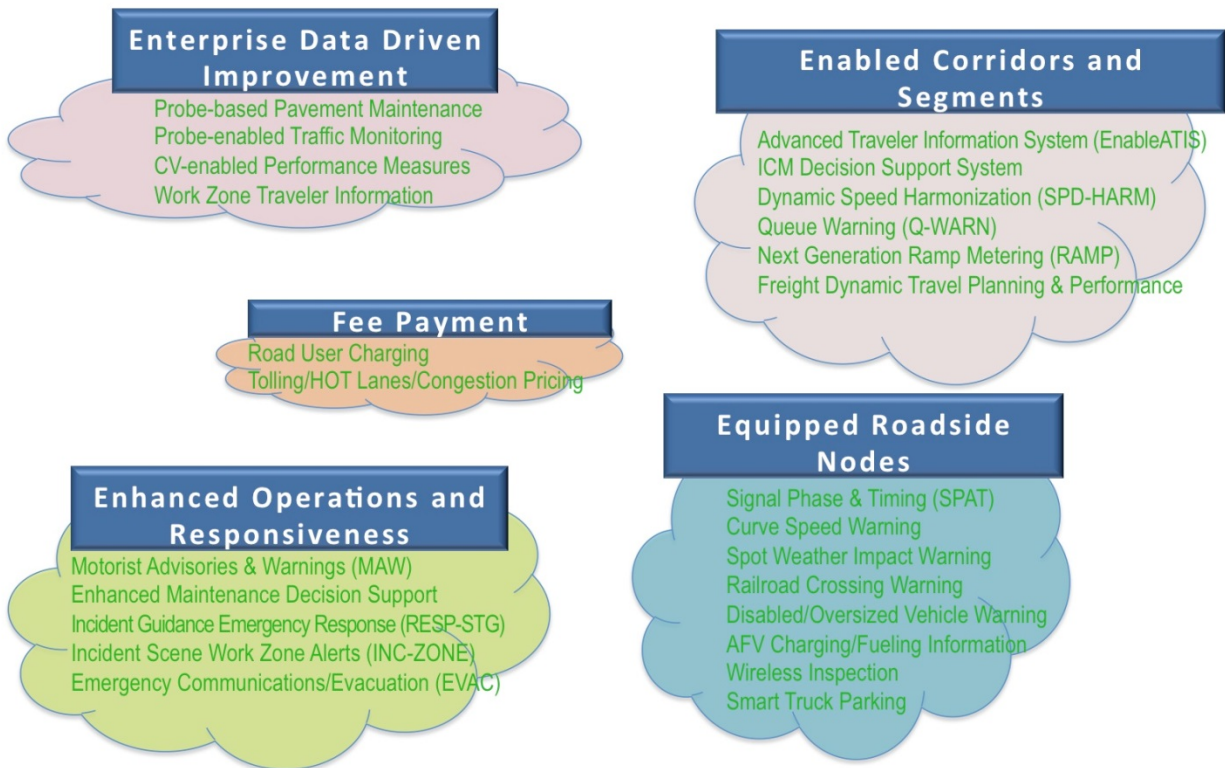 Enterprise Data Driven
Improvement
Probe-based Pavement Maintenance
Probe-enabled Traffic Monitoring
CV-enabled Performance Measures
Work Zone Traveler Information
Enabled Corridors and
Segments
Advanced Traveler Information System (EnableATIS)
ICM Decision Support System
Dynamic Speed Harmonization (SPD-HARM)
Queue Warning (Q-WARN)
Next Generation Ramp Metering (RAMP)
Freight Dynamic Travel Planning & Performance
Fee Payment
Road User Charging
Tolling/HOT Lanes/Congestion Pricing
Enhanced Operations and
Responsiveness
Motorist Advisories & Warnings (MAW)
Enhanced Maintenance Decision Support
Incident Guidance Emergency Response (RESP-STG)
Incident Scene Work Zone Alerts (INC-ZONE)
Emergency Communications/Evacuation (EVAC)
Equipped Roadside
Nodes
Signal Phase & Timing (SPAT)
Curve Speed Warning
Spot Weather Impact Warning
Railroad Crossing Warning
Disabled/Oversized Vehicle Warning
AFV Charging/Fueling Information
Wireless Inspection
Smart Truck Parking